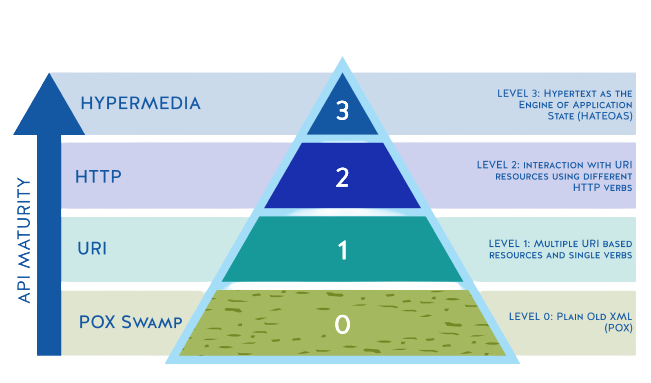 HYPERMEDIA
3
LEVEL 3: HYPERTEXT AS THE
ENGINE OF APPLICATION
STATE (HATEOAS)
HTTP
2
LEVEL 2: INTERACTION WITH URI
RESOURCES USING DIFFERENT
HTTP VERBS
URI
1
LEVEL 1: MULTIPLE URI BASED
RESOURCES AND SINGLE VERBS
POX SWAMP
0
LEVEL 0: PLAIN OLD XML
(POX)
API MATURITY